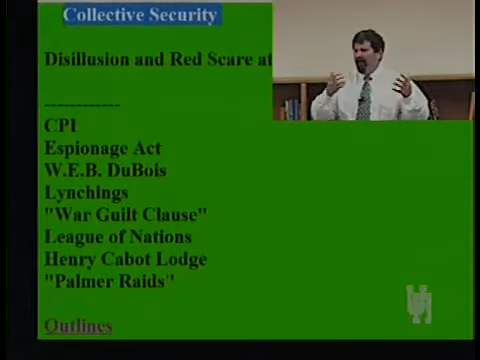 Collective Security
Disillusion and Red Scare at
------------
CPI
Espionage Act
W.E.B. DuBois
Lynchings
"War Guilt Clause"
League of Nations
Henry Cabot Lodge
"Palmer Raids"
Outlines